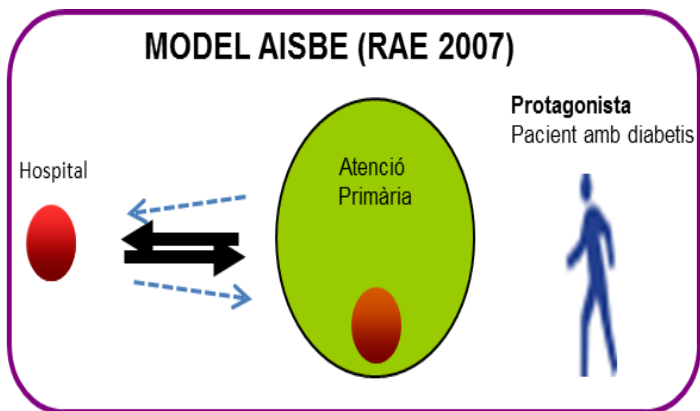 MODEL AISBE (RAE 2007)
Protagonista
Pacient amb diabetis
Hospital
Atenció
Primària